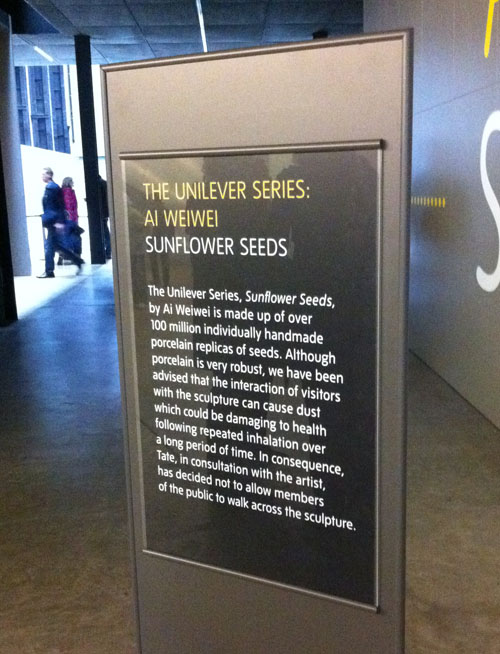 THE UNILEVER SERIES:
AI WEIWEI
SUNFLOWER SEEDS
The Unilever Series, Sunflower Seeds,
by Ai Weiwei is made up of over
100 million individually handmade
porcelain replicas of seeds. Although
porcelain is very robust, we have been
advised that the interaction of visitors
with the sculpture can cause dust
which could be damaging to health
following repeated inhalation over
a long period of time. In consequence,
Tate, in consultation with the artist,
has decided not to allow members
of the public to walk across the sculpture.
S